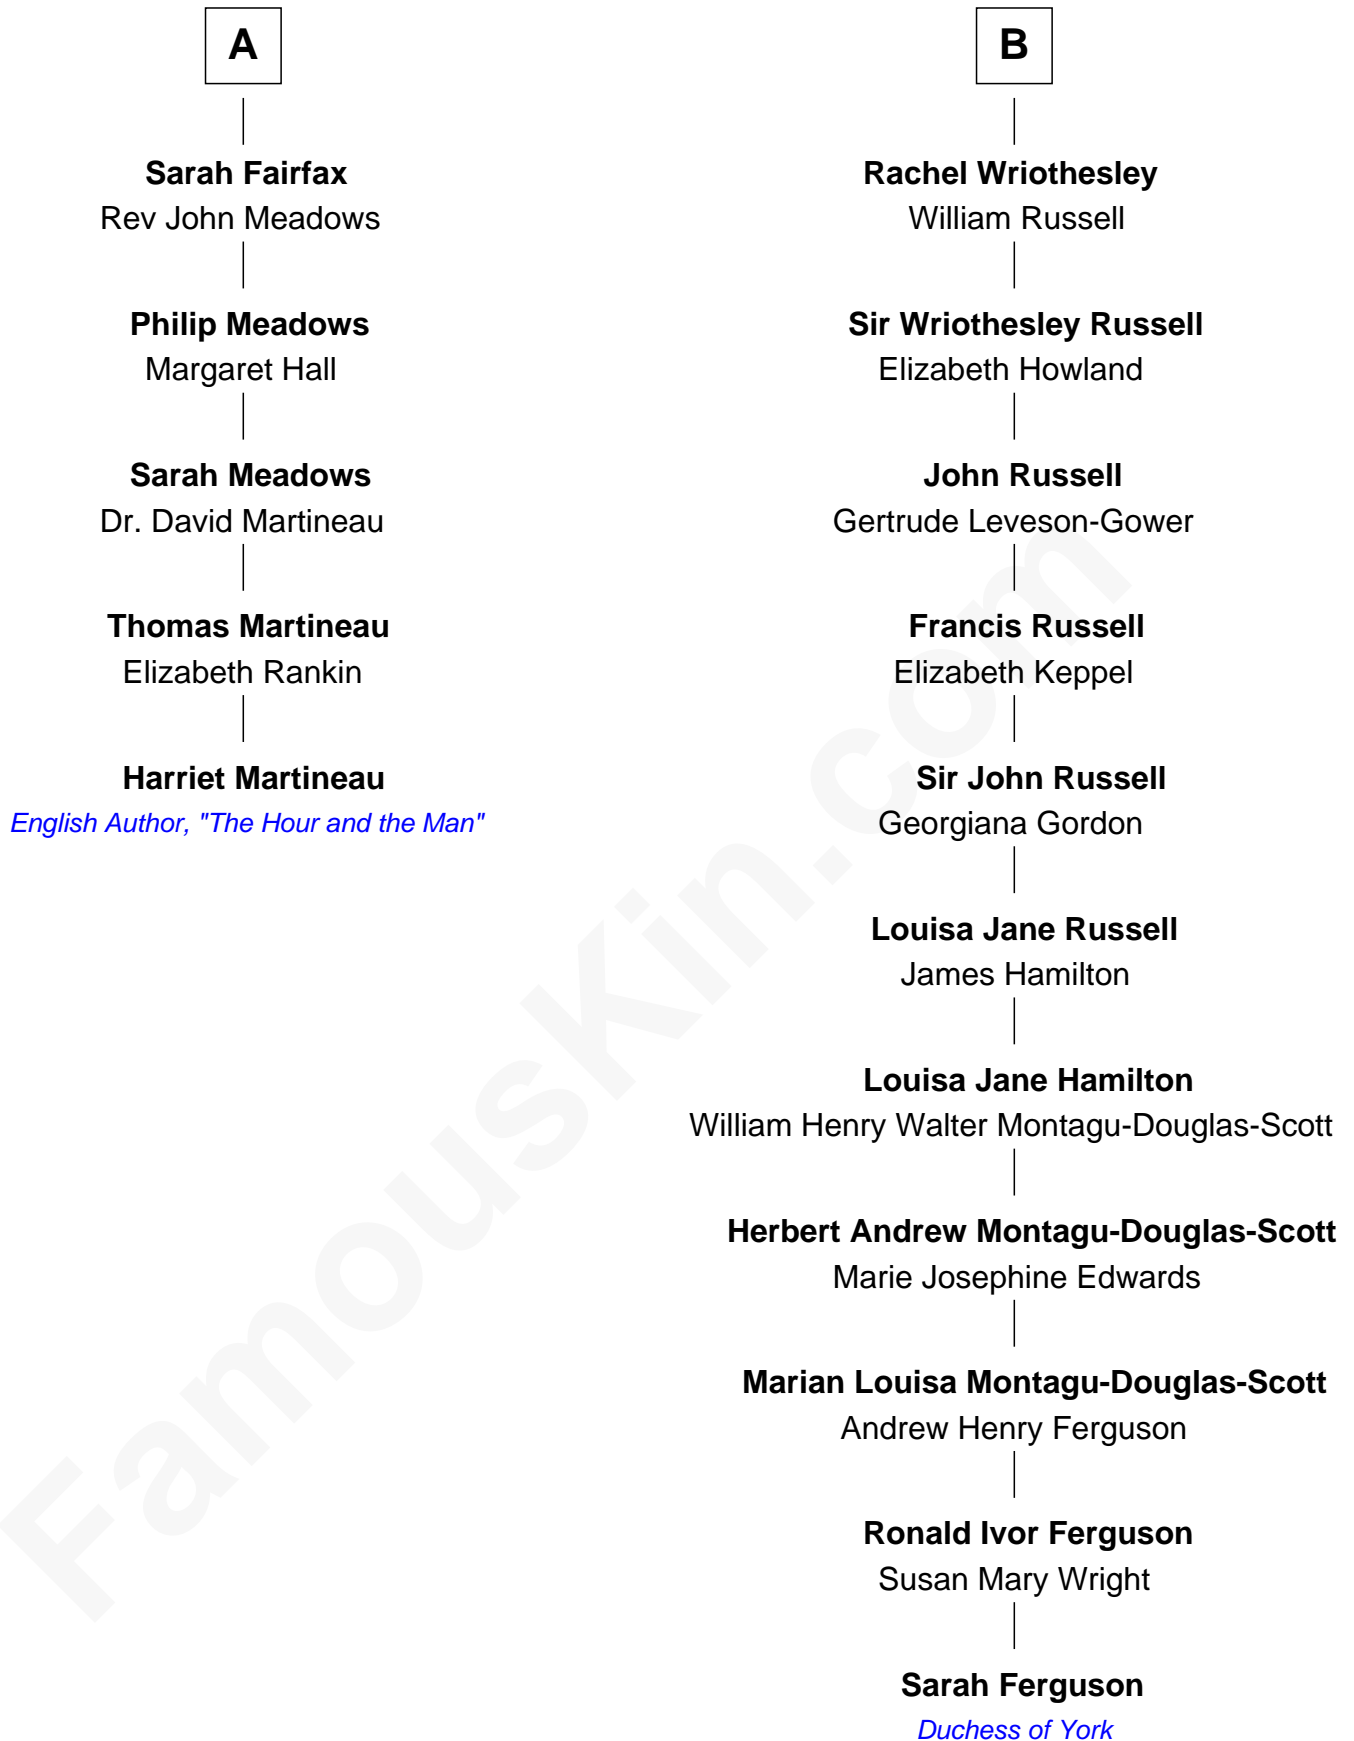 A
Sarah Fairfax
Rev John Meadows
Philip Meadows
Margaret Hall
Sarah Meadows
Dr. David Martineau
Thomas Martineau
Elizabeth Rankin
Harriet Martineau
English Author, "The Hour and the Man"
B
Rachel Wriothesley
William Russell
Sir Wriothesley Russell
Elizabeth Howland
John Russell
Gertrude Leveson-Gower
Francis Russell
Elizabeth Keppel
Sir John Russell
Georgiana Gordon
Louisa Jane Russell
James Hamilton
Louisa Jane Hamilton
William Henry Walter Montagu-Douglas-Scott
Herbert Andrew Montagu-Douglas-Scott
Marie Josephine Edwards
Marian Louisa Montagu-Douglas-Scott
Andrew Henry Ferguson
Ronald Ivor Ferguson
Susan Mary Wright
Sarah Ferguson
Duchess of York
FamousKin.com